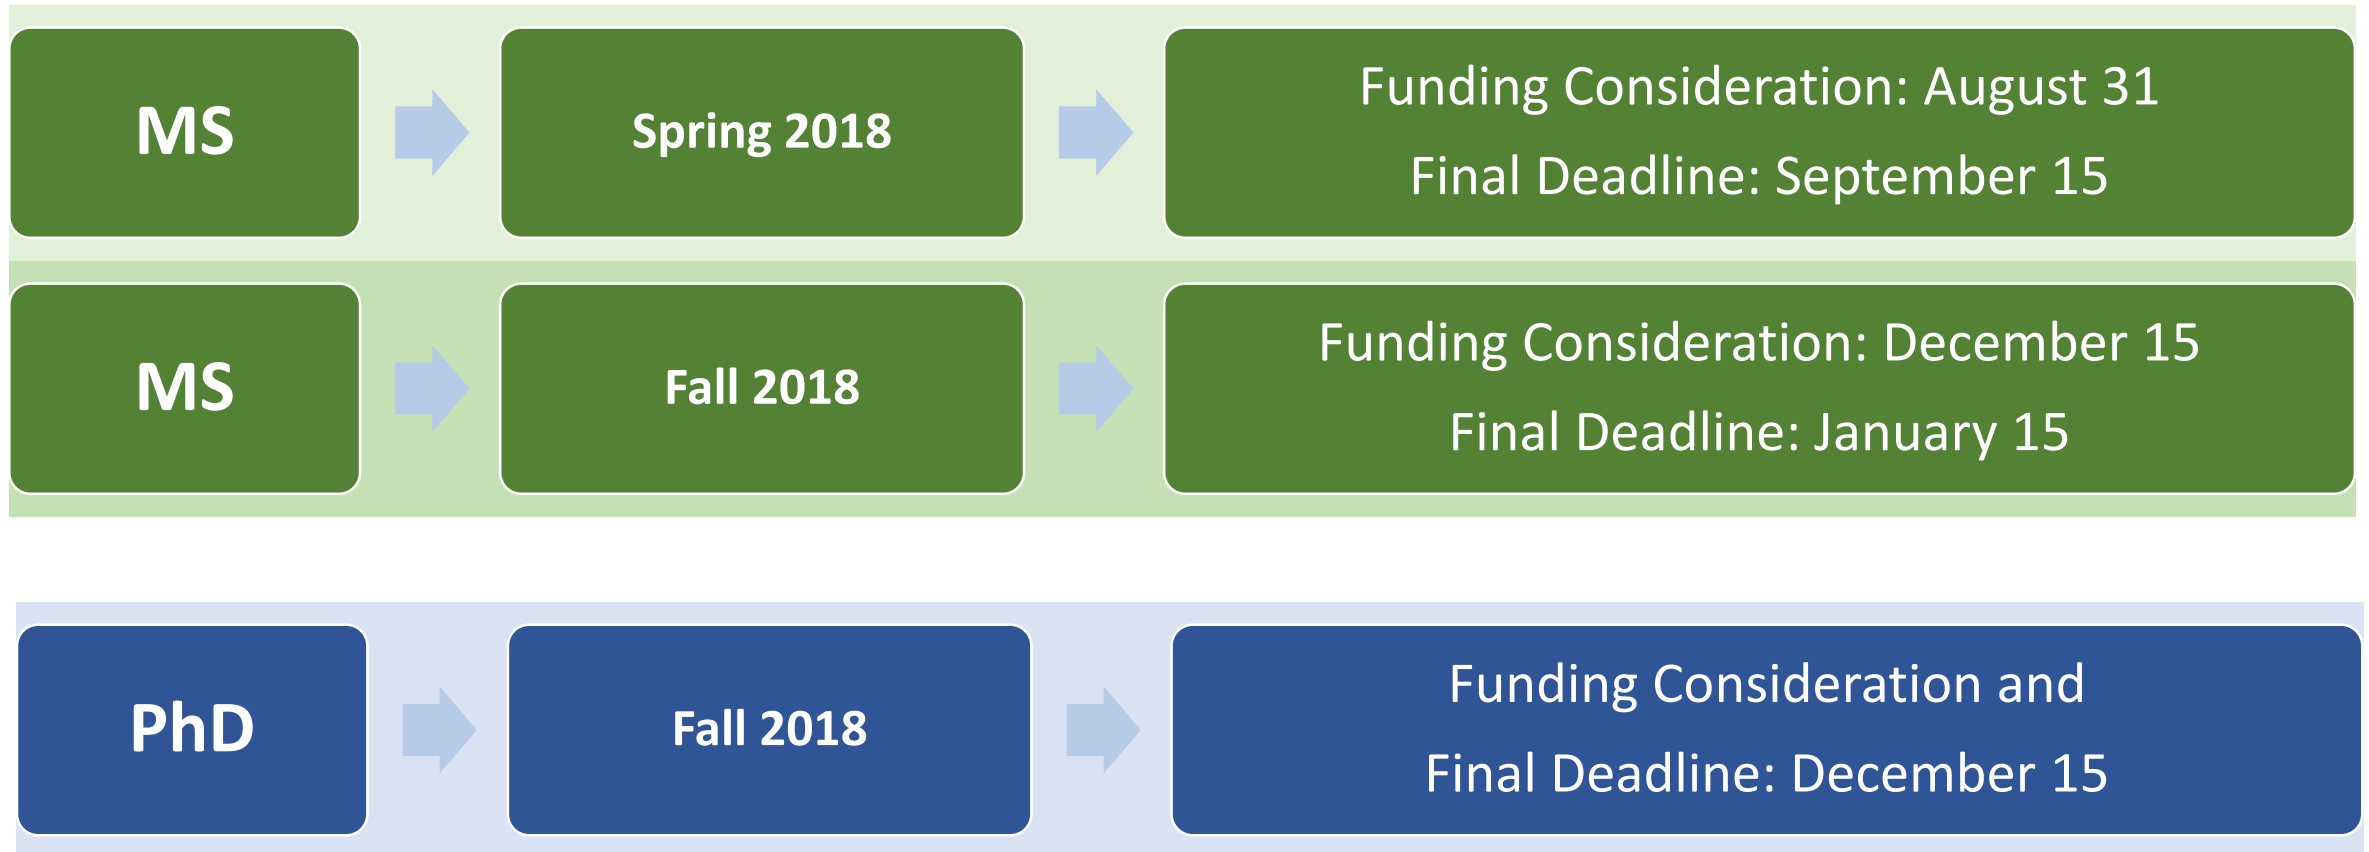 MS
Spring 2018
Funding Consideration: August 31
Final Deadline: September 15
MS
Fall 2018
Funding Consideration: December 15
Final Deadline: January 15
PhD
Fall 2018
Funding Consideration and
Final Deadline: December 15